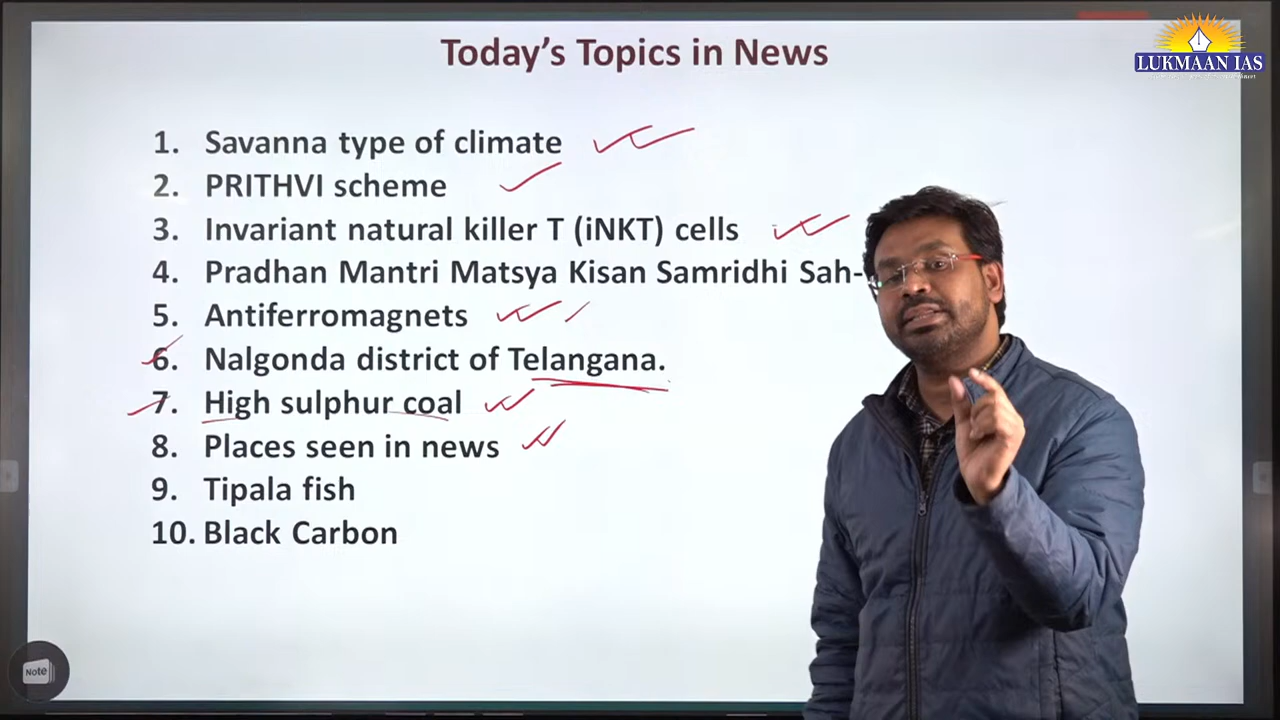 Today's Topics in News
LUKMAAN IAS
1. Savanna type of climate
2. PRITHVI scheme
3. Invariant natural killer T (iNKT) cells
4. Pradhan Mantri Matsya Kisan Samridhi Sah-
5. Antiferromagnets
6. Nalgonda district of Telangana.
7. High sulphur coal
8. Places seen in news
9. Tipala fish
10. Black Carbon
Note